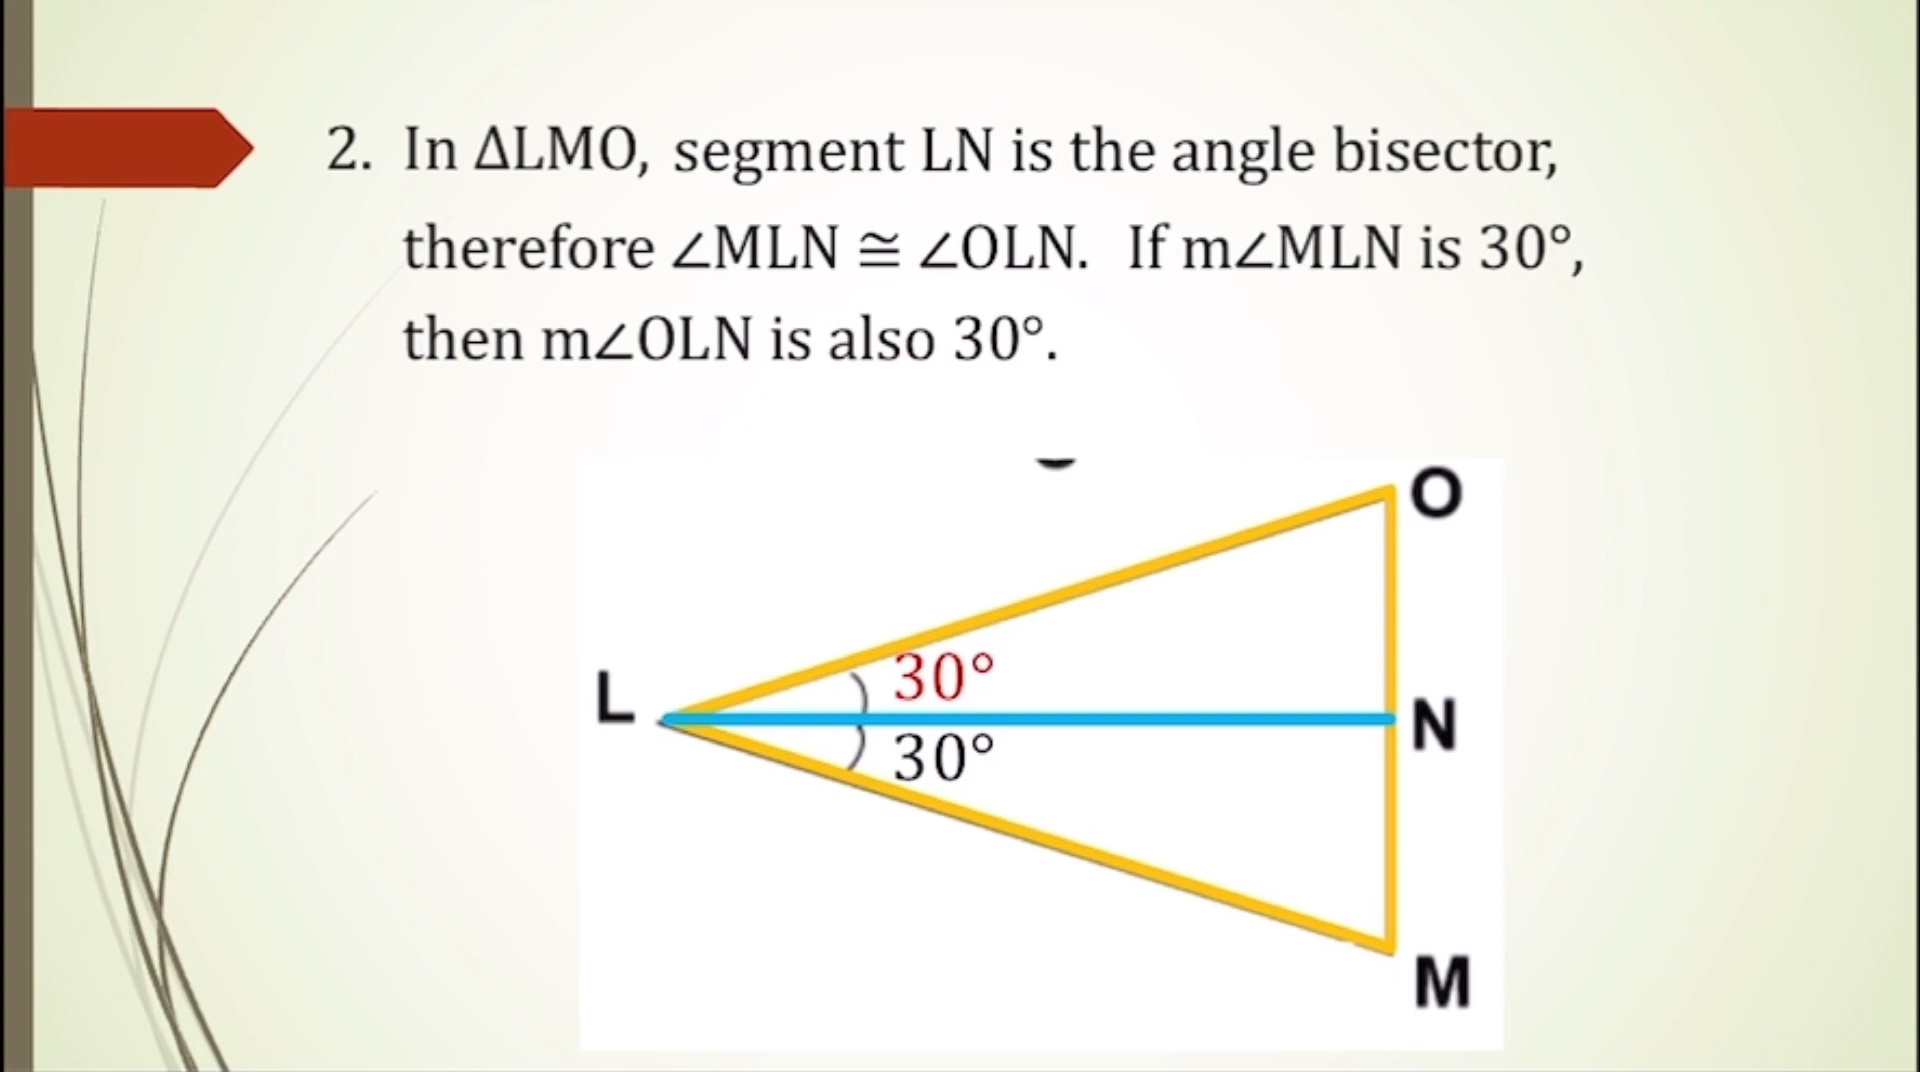 2. In ΔLMO, segment LN is the angle bisector,
therefore ∠MLN ≅ ∠OLN. If m∠MLN is 30°,
then m∠OLN is also 30°.
O
30°
L
N
30°
M